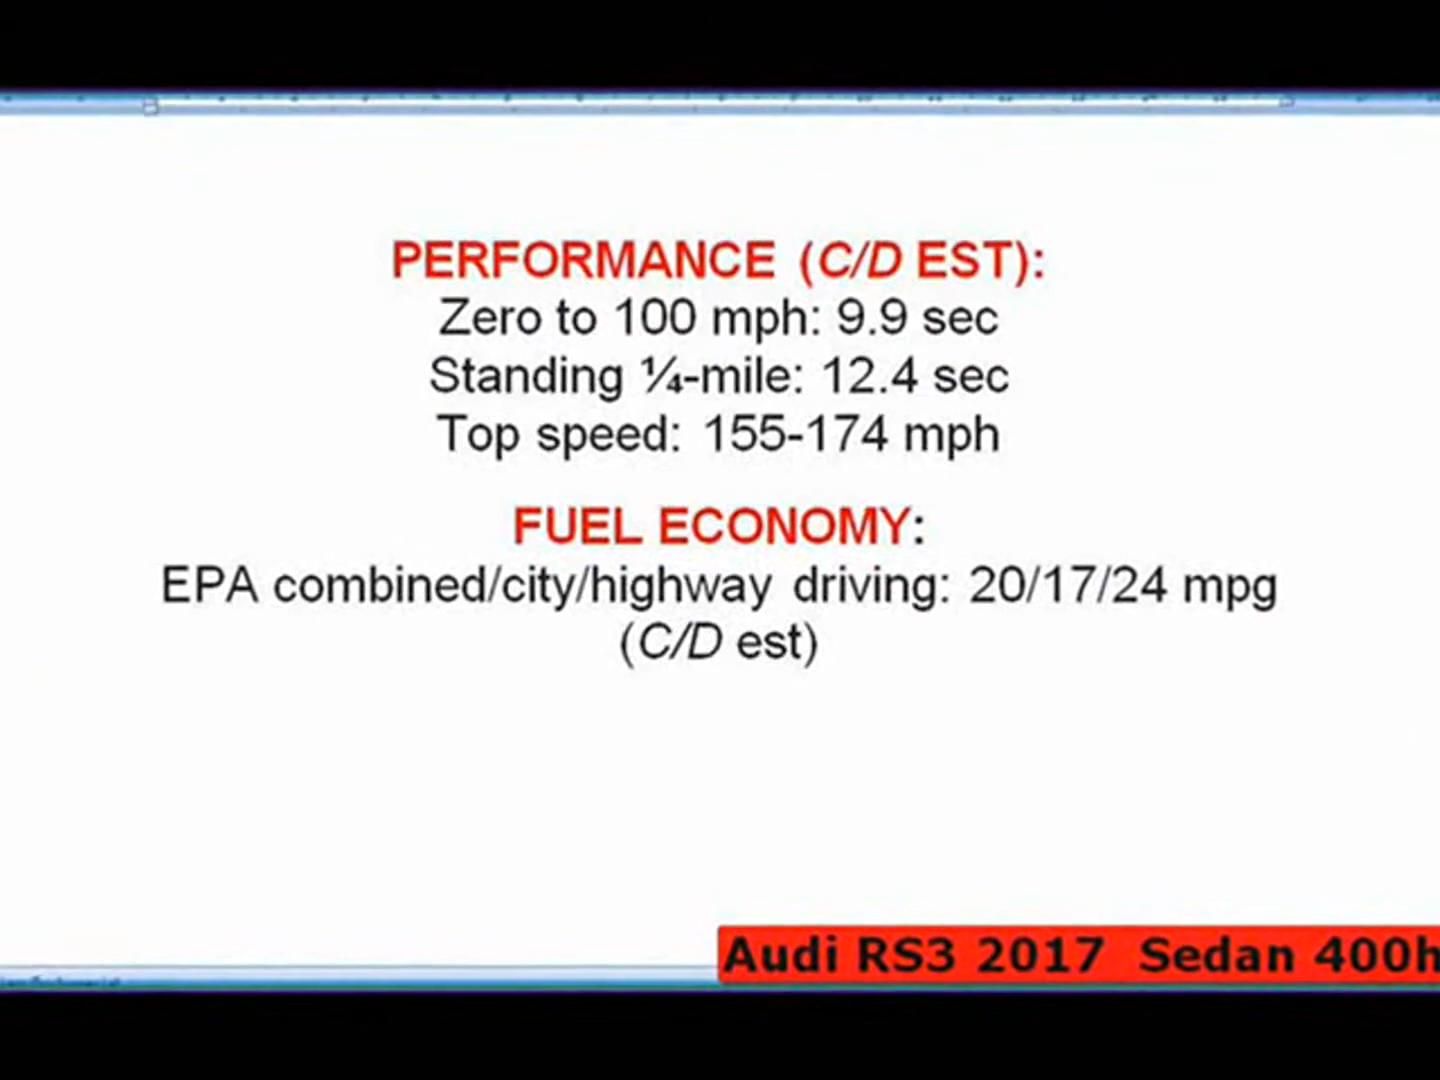 PERFORMANCE (C/D EST):
Zero to 100 mph: 9.9 sec
Standing ¼-mile: 12.4 sec
Top speed: 155-174 mph
FUEL ECONOMY:
EPA combined/city/highway driving: 20/17/24 mpg
(C/D est)
Audi RS3 2017 Sedan 400h